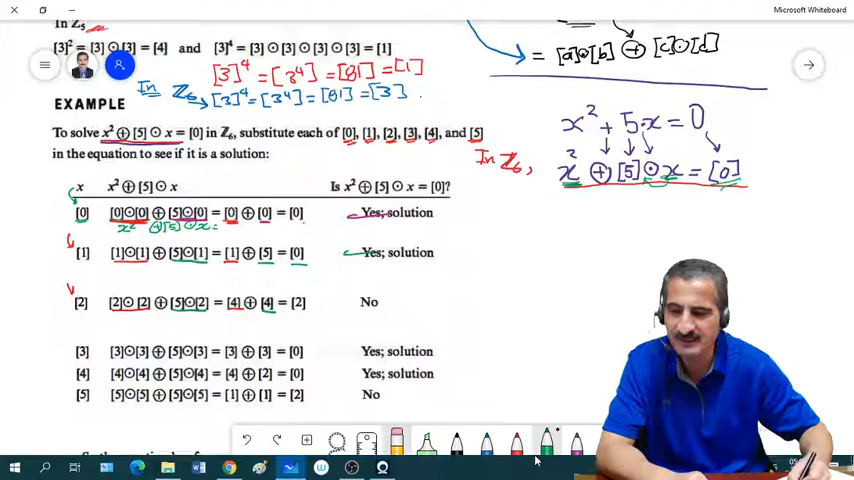 Microsoft Whiteboard
In Z₅
[3]² = [3] ⊙ [3] = [4] and [3]⁴ = [3] ⊙ [3] ⊙ [3] ⊙ [3] = [1]
= [a]⊙[b] ⊕ [c]⊙[d]
[3]⁴ = [3⁴] = [81] = [1]
In Z₆ [3]⁴ = [3⁴] = [81] = [3] .
EXAMPLE
x² + 5·x = 0
To solve x² ⊕ [5] ⊙ x = [0] in Z₆, substitute each of [0], [1], [2], [3], [4], and [5]
in the equation to see if it is a solution:
In Z₆,
x² ⊕ [5] ⊙ x = [0]
x x² ⊕ [5] ⊙ x Is x² ⊕ [5] ⊙ x = [0]?
[0] [0]⊙[0] ⊕ [5]⊙[0] = [0] ⊕ [0] = [0] Yes; solution
x² ⊕ [5] ⊙ x =
[1] [1]⊙[1] ⊕ [5]⊙[1] = [1] ⊕ [5] = [0] Yes; solution
[2] [2]⊙[2] ⊕ [5]⊙[2] = [4] ⊕ [4] = [2] No
[3] [3]⊙[3] ⊕ [5]⊙[3] = [3] ⊕ [3] = [0] Yes; solution
[4] [4]⊙[4] ⊕ [5]⊙[4] = [4] ⊕ [2] = [0] Yes; solution
[5] [5]⊙[5] ⊕ [5]⊙[5] = [1] ⊕ [1] = [2] No